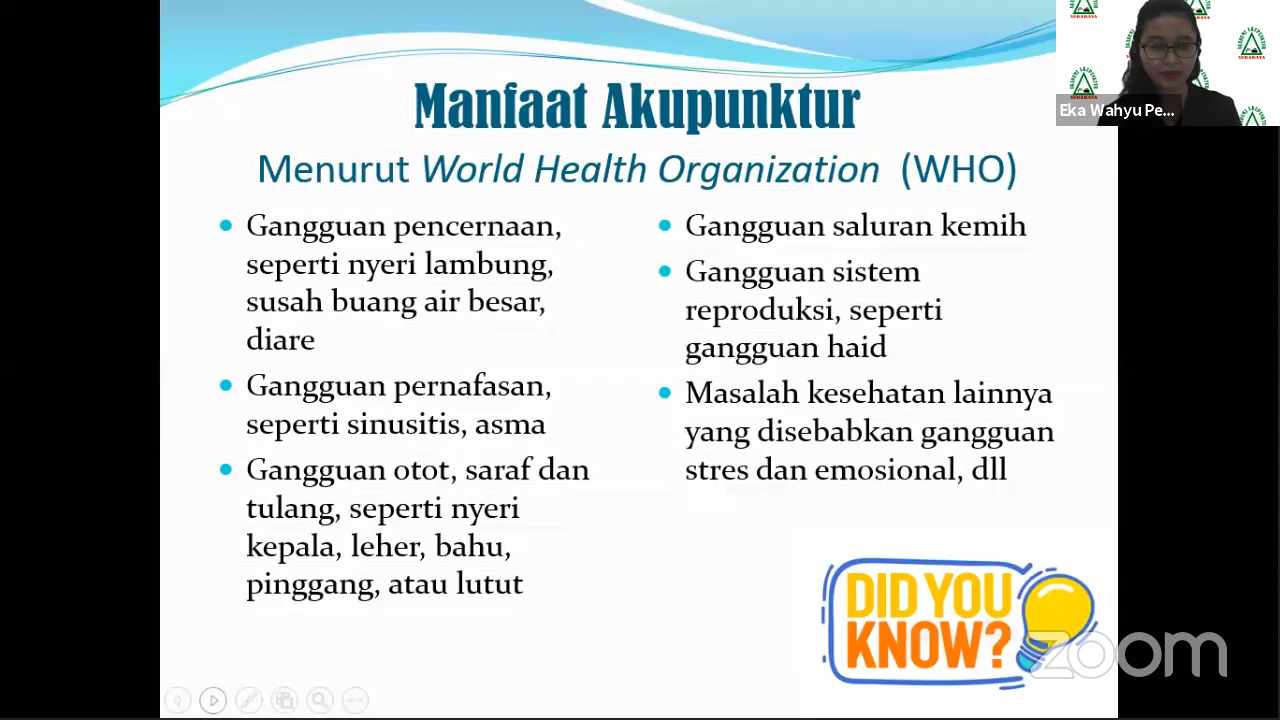 Manfaat Akupunktur
Menurut World Health Organization (WHO)
Gangguan pencernaan,
seperti nyeri lambung,
susah buang air besar,
diare
Gangguan pernafasan,
seperti sinusitis, asma
Gangguan otot, saraf dan
tulang, seperti nyeri
kepala, leher, bahu,
pinggang, atau lutut
Gangguan saluran kemih
Gangguan sistem
reproduksi, seperti
gangguan haid
Masalah kesehatan lainnya
yang disebabkan gangguan
stres dan emosional, dll
DID YOU
KNOW?
zoom
Eka Wahyu Pe...